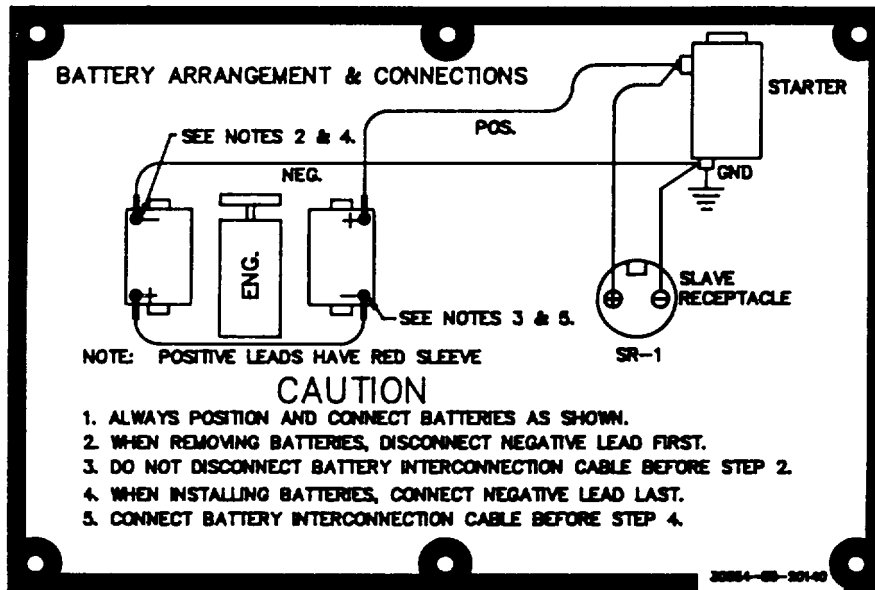 BATTERY ARRANGEMENT & CONNECTIONS
STARTER
POS.
SEE NOTES 2 & 4.
NEG.
GND
ENG.
SLAVE
RECEPTACLE
SEE NOTES 3 & 5.
SR-1
NOTE: POSITIVE LEADS HAVE RED SLEEVE
CAUTION
1. ALWAYS POSITION AND CONNECT BATTERIES AS SHOWN.
2. WHEN REMOVING BATTERIES, DISCONNECT NEGATIVE LEAD FIRST.
3. DO NOT DISCONNECT BATTERY INTERCONNECTION CABLE BEFORE STEP 2.
4. WHEN INSTALLING BATTERIES, CONNECT NEGATIVE LEAD LAST.
5. CONNECT BATTERY INTERCONNECTION CABLE BEFORE STEP 4.